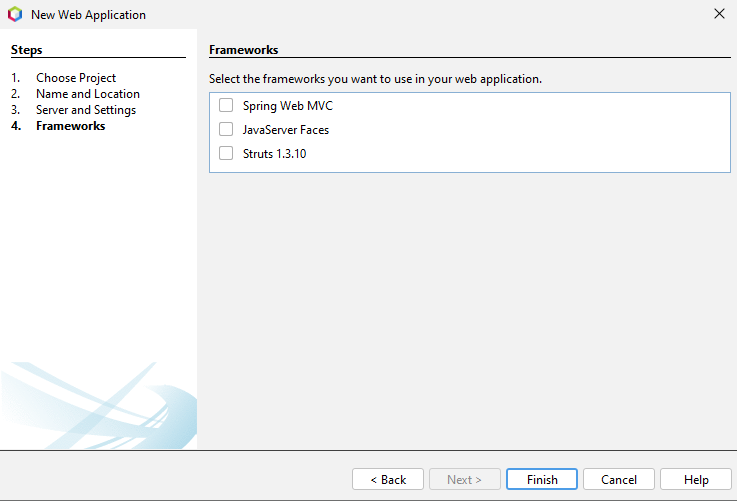 New Web Application
Steps
1. Choose Project
2. Name and Location
3. Server and Settings
4. Frameworks
Frameworks
Select the frameworks you want to use in your web application.
Spring Web MVC
JavaServer Faces
Struts 1.3.10
< Back
Next >
Finish
Cancel
Help